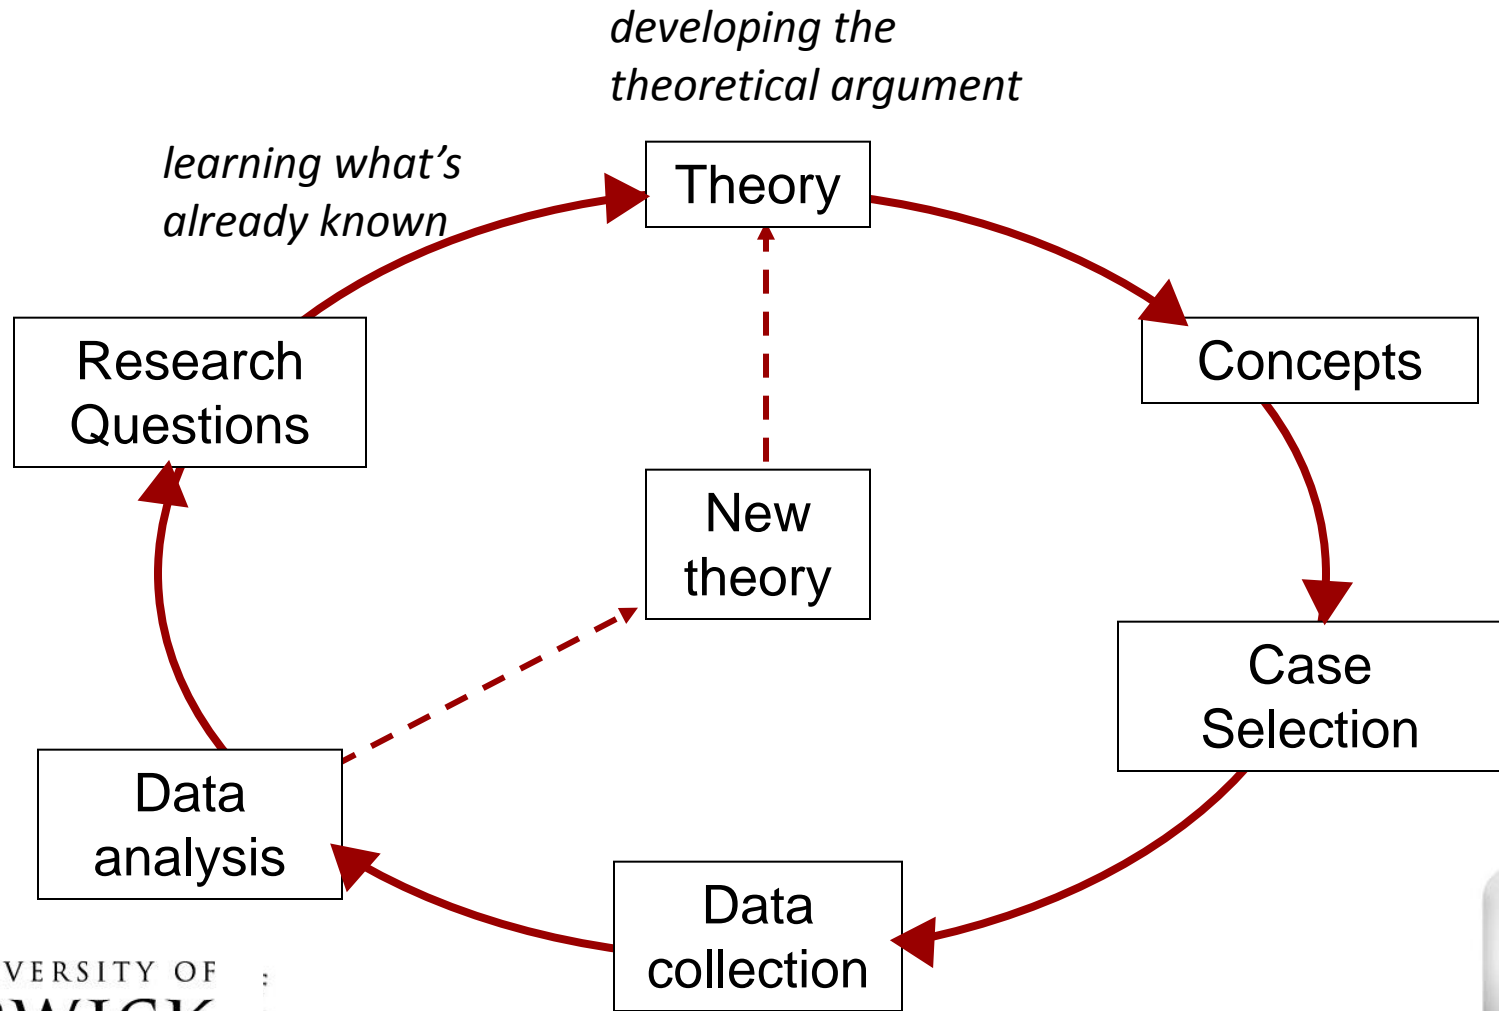 developing the
theoretical argument
learning what's
already known
Theory
Research
Questions
Concepts
New
theory
Case
Selection
Data
analysis
Data
collection
OF